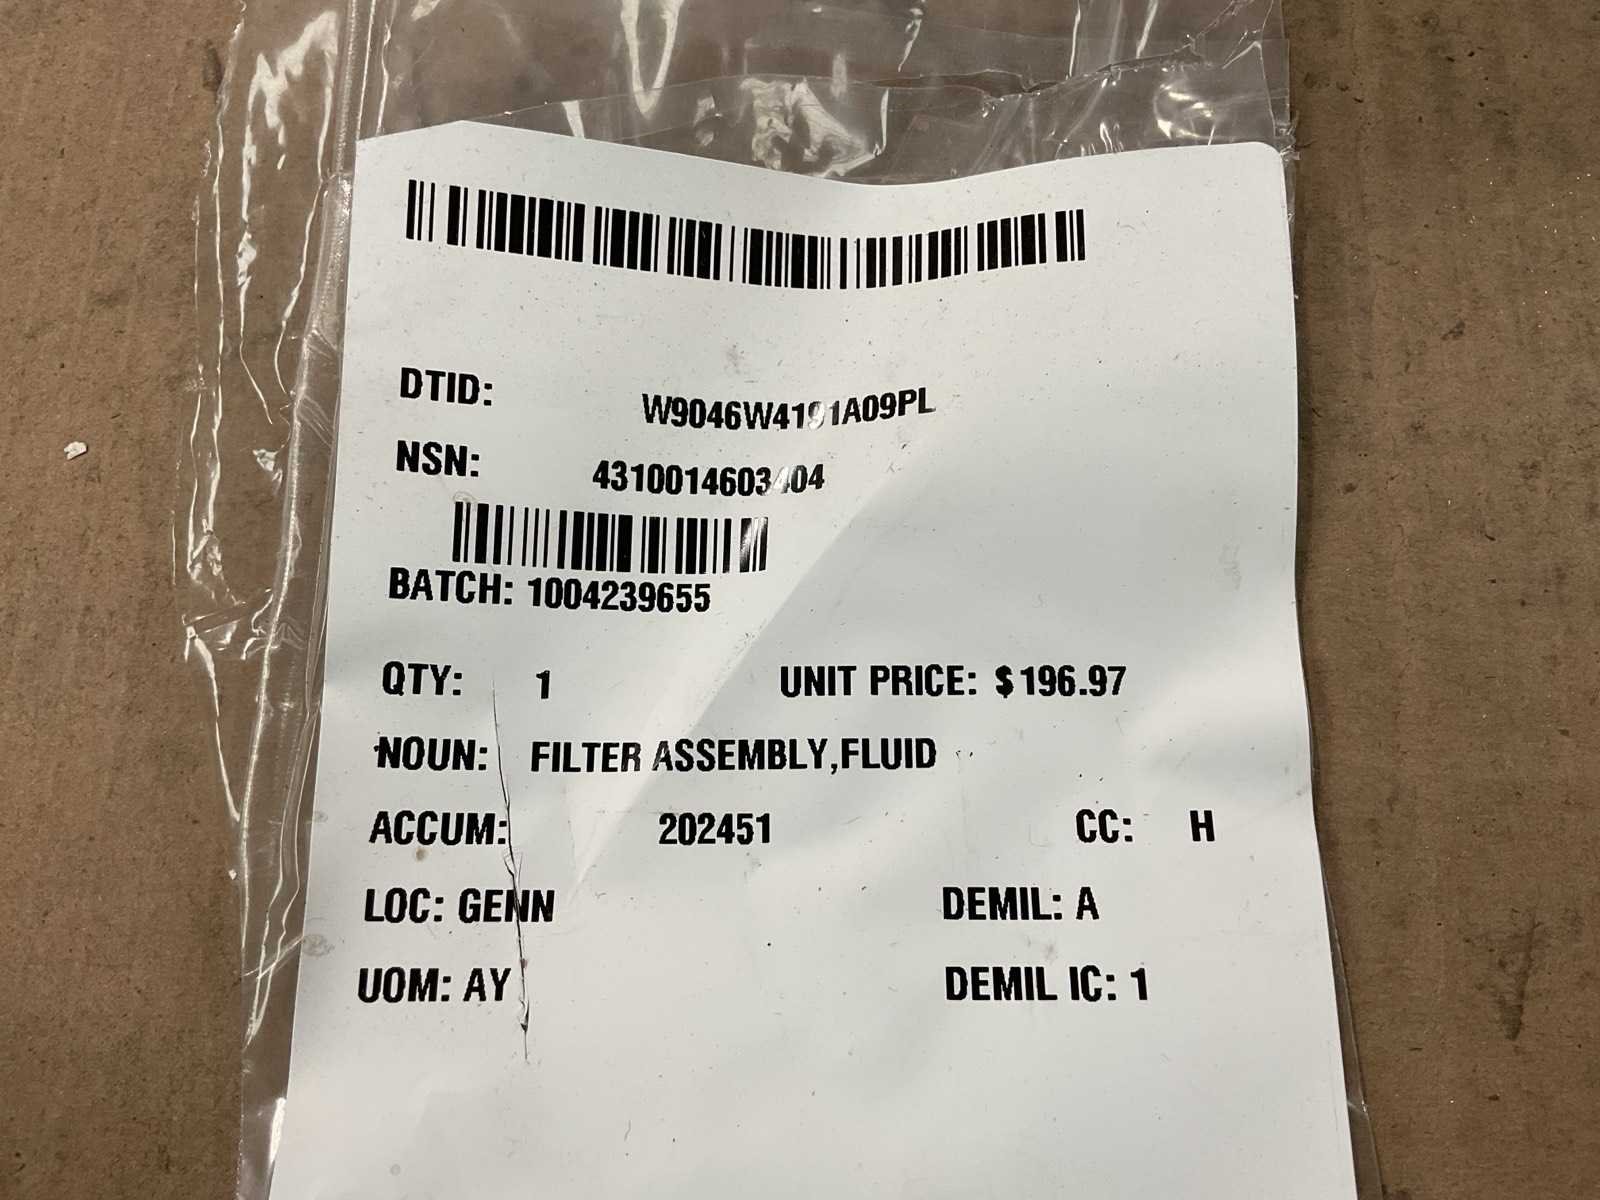 DTID: W9046W4191A09PL
NSN: 4310014603404
BATCH: 1004239655
QTY: 1 UNIT PRICE: $196.97
NOUN: FILTER ASSEMBLY,FLUID
ACCUM: 202451 CC: H
LOC: GENN DEMIL: A
UOM: AY DEMIL IC: 1